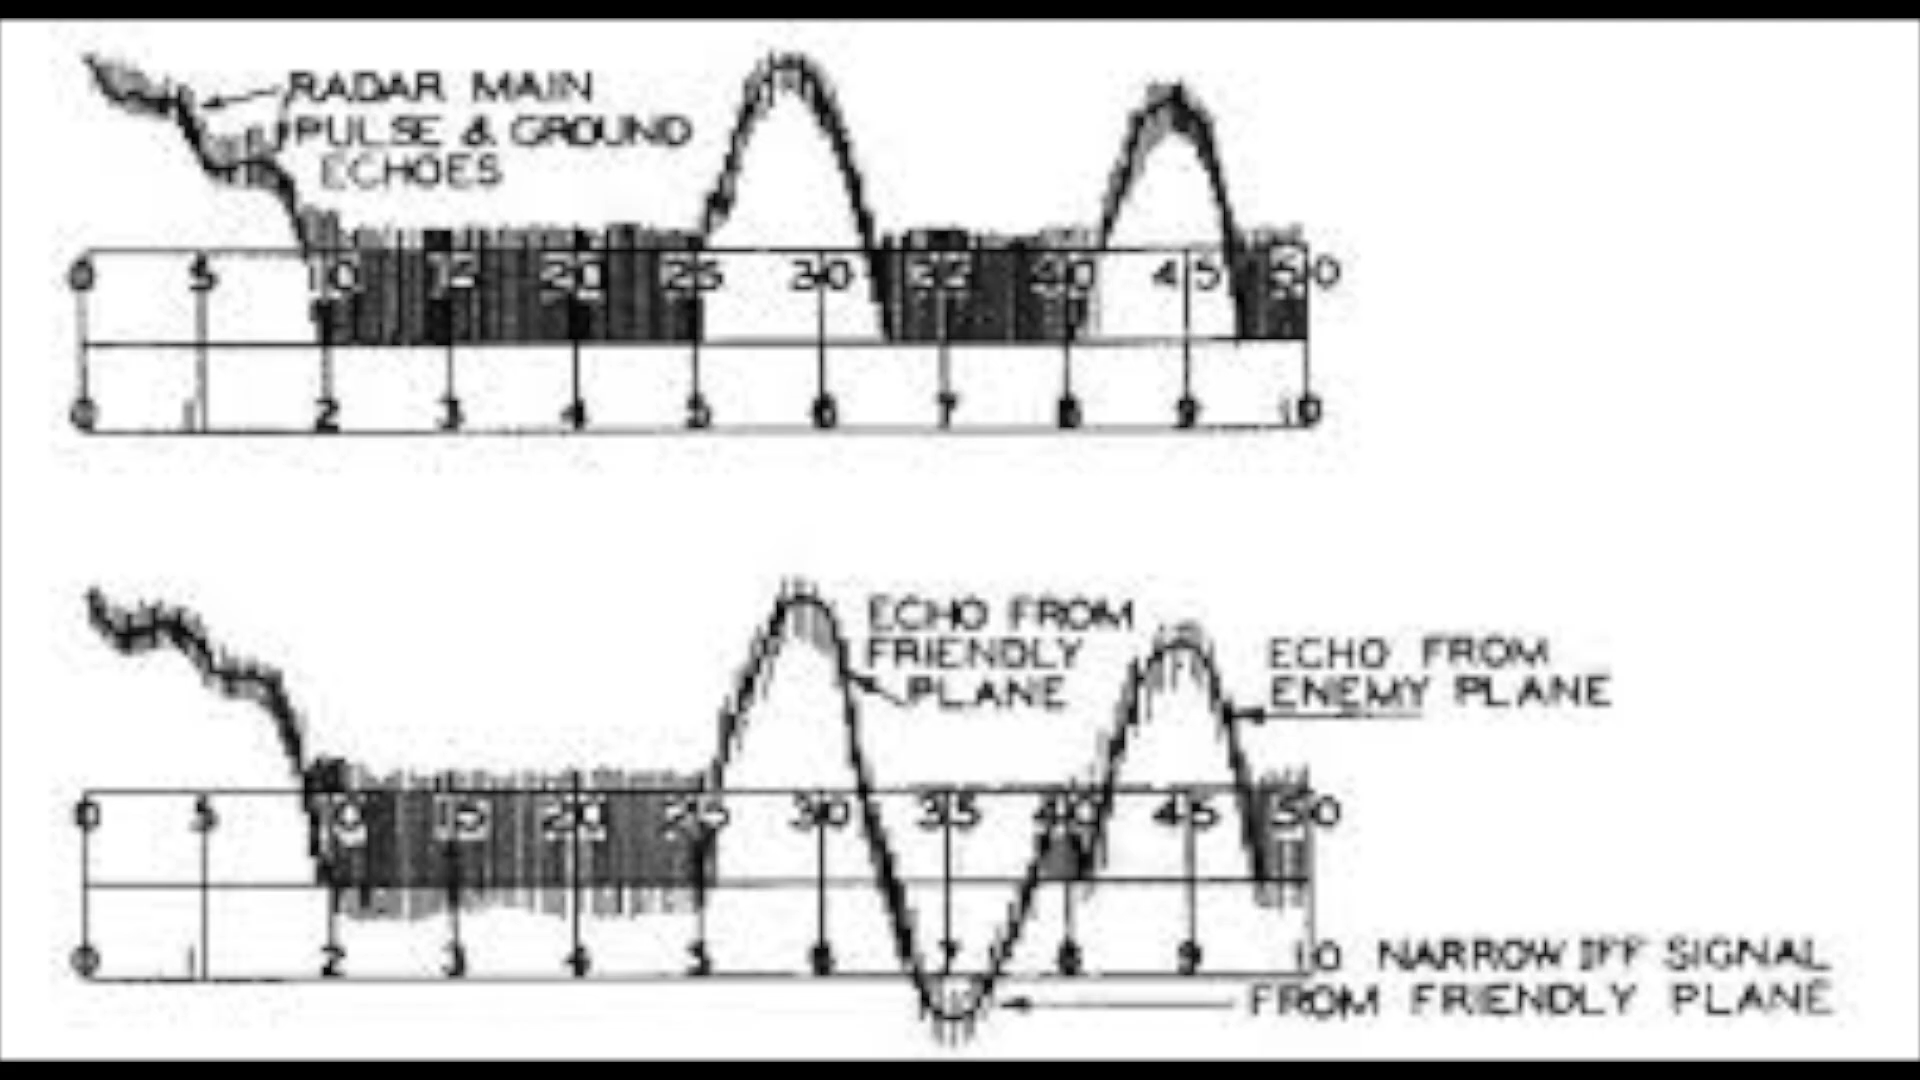 RADAR MAIN
PULSE & GROUND
ECHOES
0 5 10 15 20 25 30 35 40 45 50
0 1 2 3 4 5 6 7 8 9 10
ECHO FROM
FRIENDLY
PLANE
ECHO FROM
ENEMY PLANE
0 5 10 15 20 25 30 35 40 45 50
0 1 2 3 4 5 6 7 8 9 10
NARROW IFF SIGNAL
FROM FRIENDLY PLANE